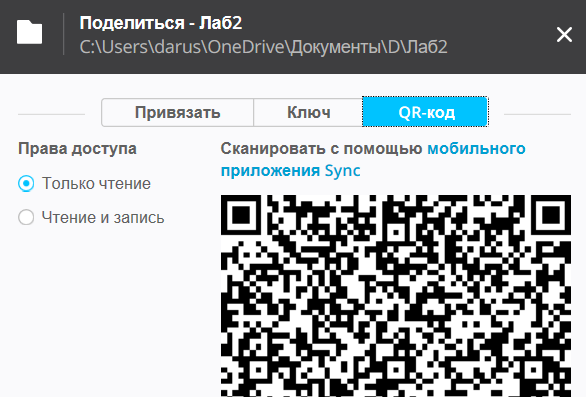 Поделиться - Лаб2
C:\Users\darus\OneDrive\Документы\D\Лаб2
Привязать Ключ QR-код
Права доступа
Только чтение
Чтение и запись
Сканировать с помощью мобильного
приложения Sync